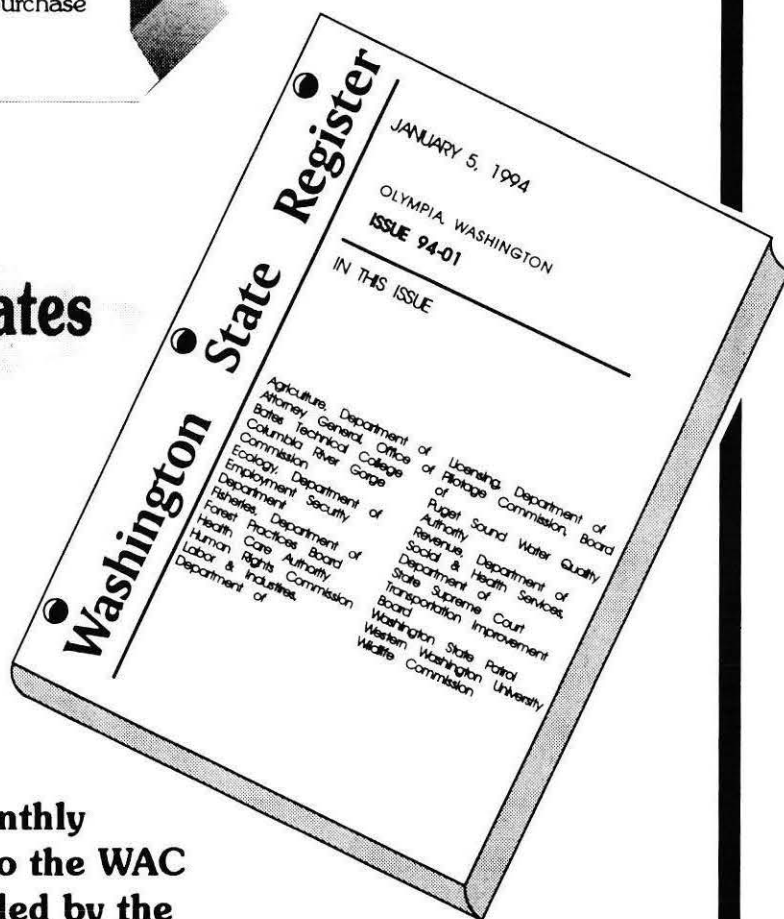 urchase
ates
Washington State Register
JANUARY 5, 1994
OLYMPIA, WASHINGTON
ISSUE 94-01
IN THIS ISSUE
Agriculture, Department of
Attorney General, Office of
Bates Technical College
Columbia River Gorge
Commission
Ecology, Department of
Employment Security
Department
Fisheries, Department of
Forest Practices Board
Health Care Authority
Human Rights Commission
Labor & Industries,
Department of
Licensing, Department of
Pilotage Commission, Board
of
Puget Sound Water Quality
Authority
Revenue, Department of
Social & Health Services,
Department of
State Supreme Court
Transportation Improvement
Board
Washington State Patrol
Western Washington University
Wildlife Commission
nthly
o the WAC
led by the